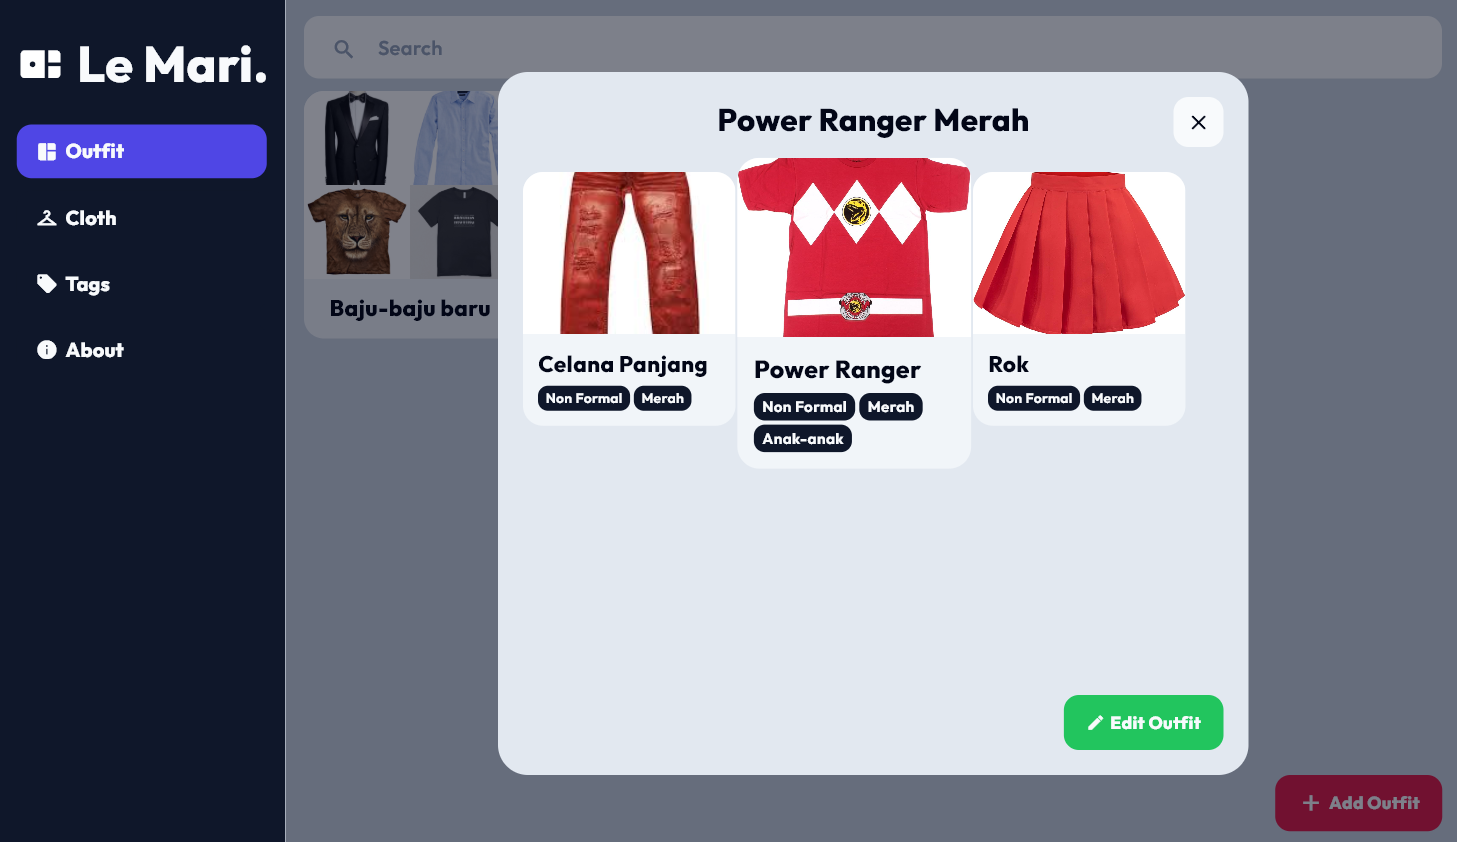 Le Mari.
Outfit
Cloth
Tags
About
Search
Baju-baju baru
Power Ranger Merah
Celana Panjang
Non Formal Merah
Power Ranger
Non Formal Merah
Anak-anak
Rok
Non Formal Merah
Edit Outfit
Add Outfit